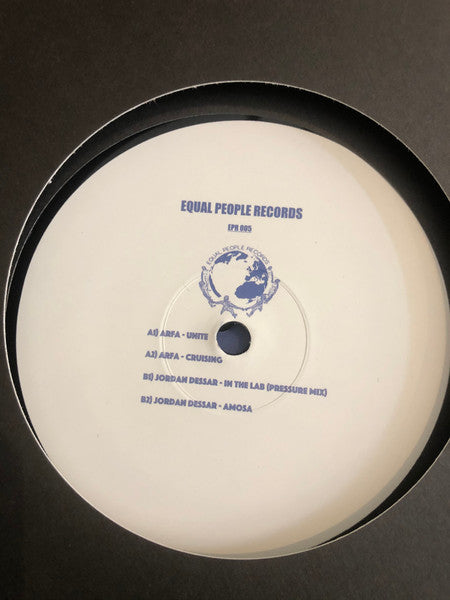 EQUAL PEOPLE RECORDS
EPR 005
EQUAL PEOPLE RECORDS
A1) ARFA - UNITE
A2) ARFA - CRUISING
B1) JORDAN DESSAR - IN THE LAB (PRESSURE MIX)
B2) JORDAN DESSAR - AMOSA